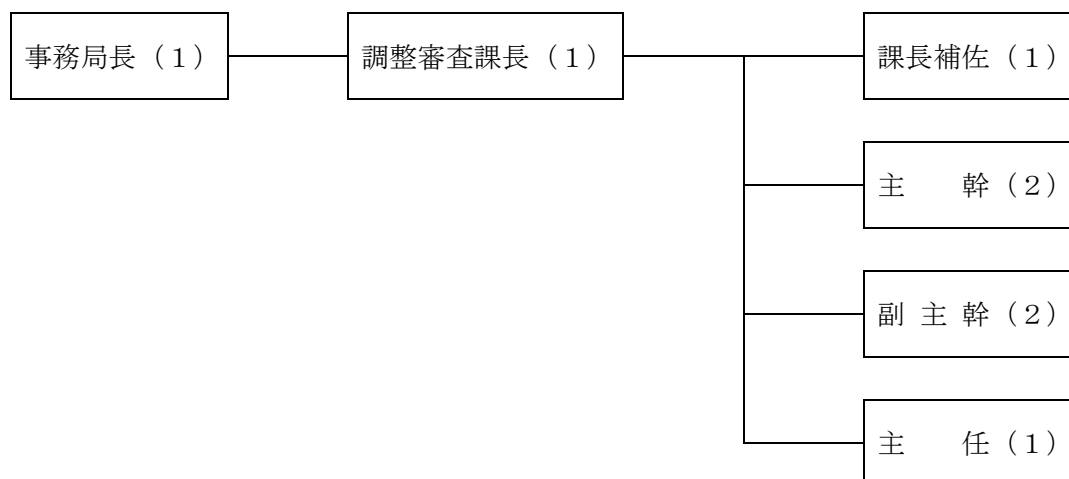 事務局長（１） 調整審査課長（１） 課長補佐（１）
主　　幹（２）
副 主 幹（２）
主　　任（１）